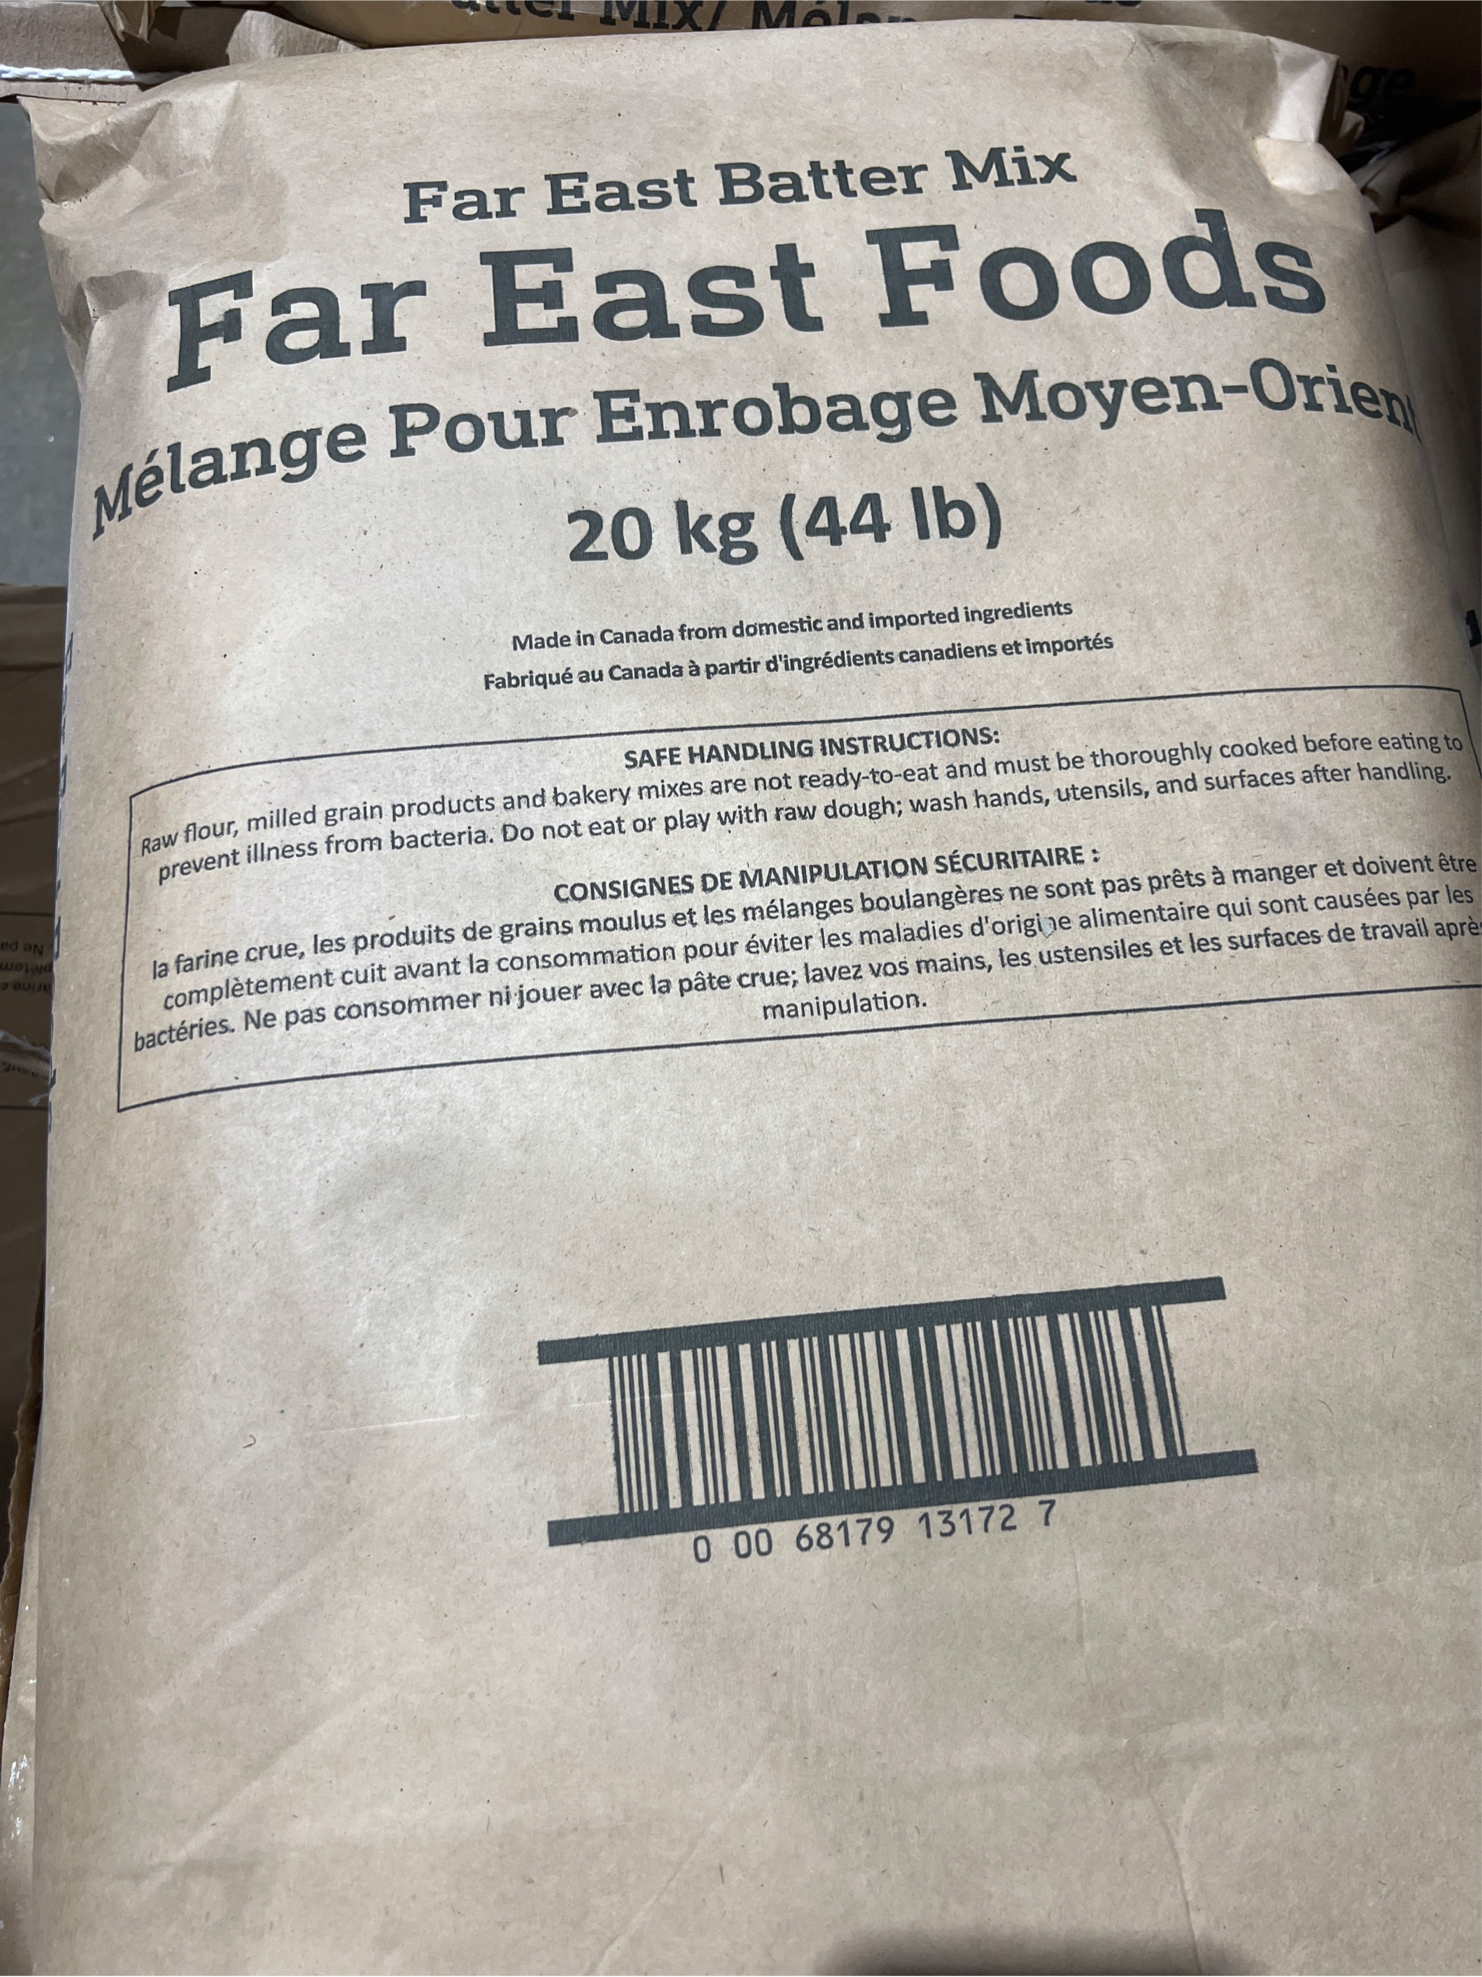 Mix/
Far East Batter Mix
Far East Foods
Mélange Pour Enrobage Moyen-Orient
20 kg (44 lb)
Made in Canada from domestic and imported ingredients
Fabriqué au Canada à partir d'ingrédients canadiens et importés
SAFE HANDLING INSTRUCTIONS:
Raw flour, milled grain products and bakery mixes are not ready-to-eat and must be thoroughly cooked before eating to
prevent illness from bacteria. Do not eat or play with raw dough; wash hands, utensils, and surfaces after handling.
CONSIGNES DE MANIPULATION SÉCURITAIRE :
la farine crue, les produits de grains moulus et les mélanges boulangères ne sont pas prêts à manger et doivent être
complètement cuit avant la consommation pour éviter les maladies d'origine alimentaire qui sont causées par les
bactéries. Ne pas consommer ni jouer avec la pâte crue; lavez vos mains, les ustensiles et les surfaces de travail après
manipulation.
0 00 68179 13172 7